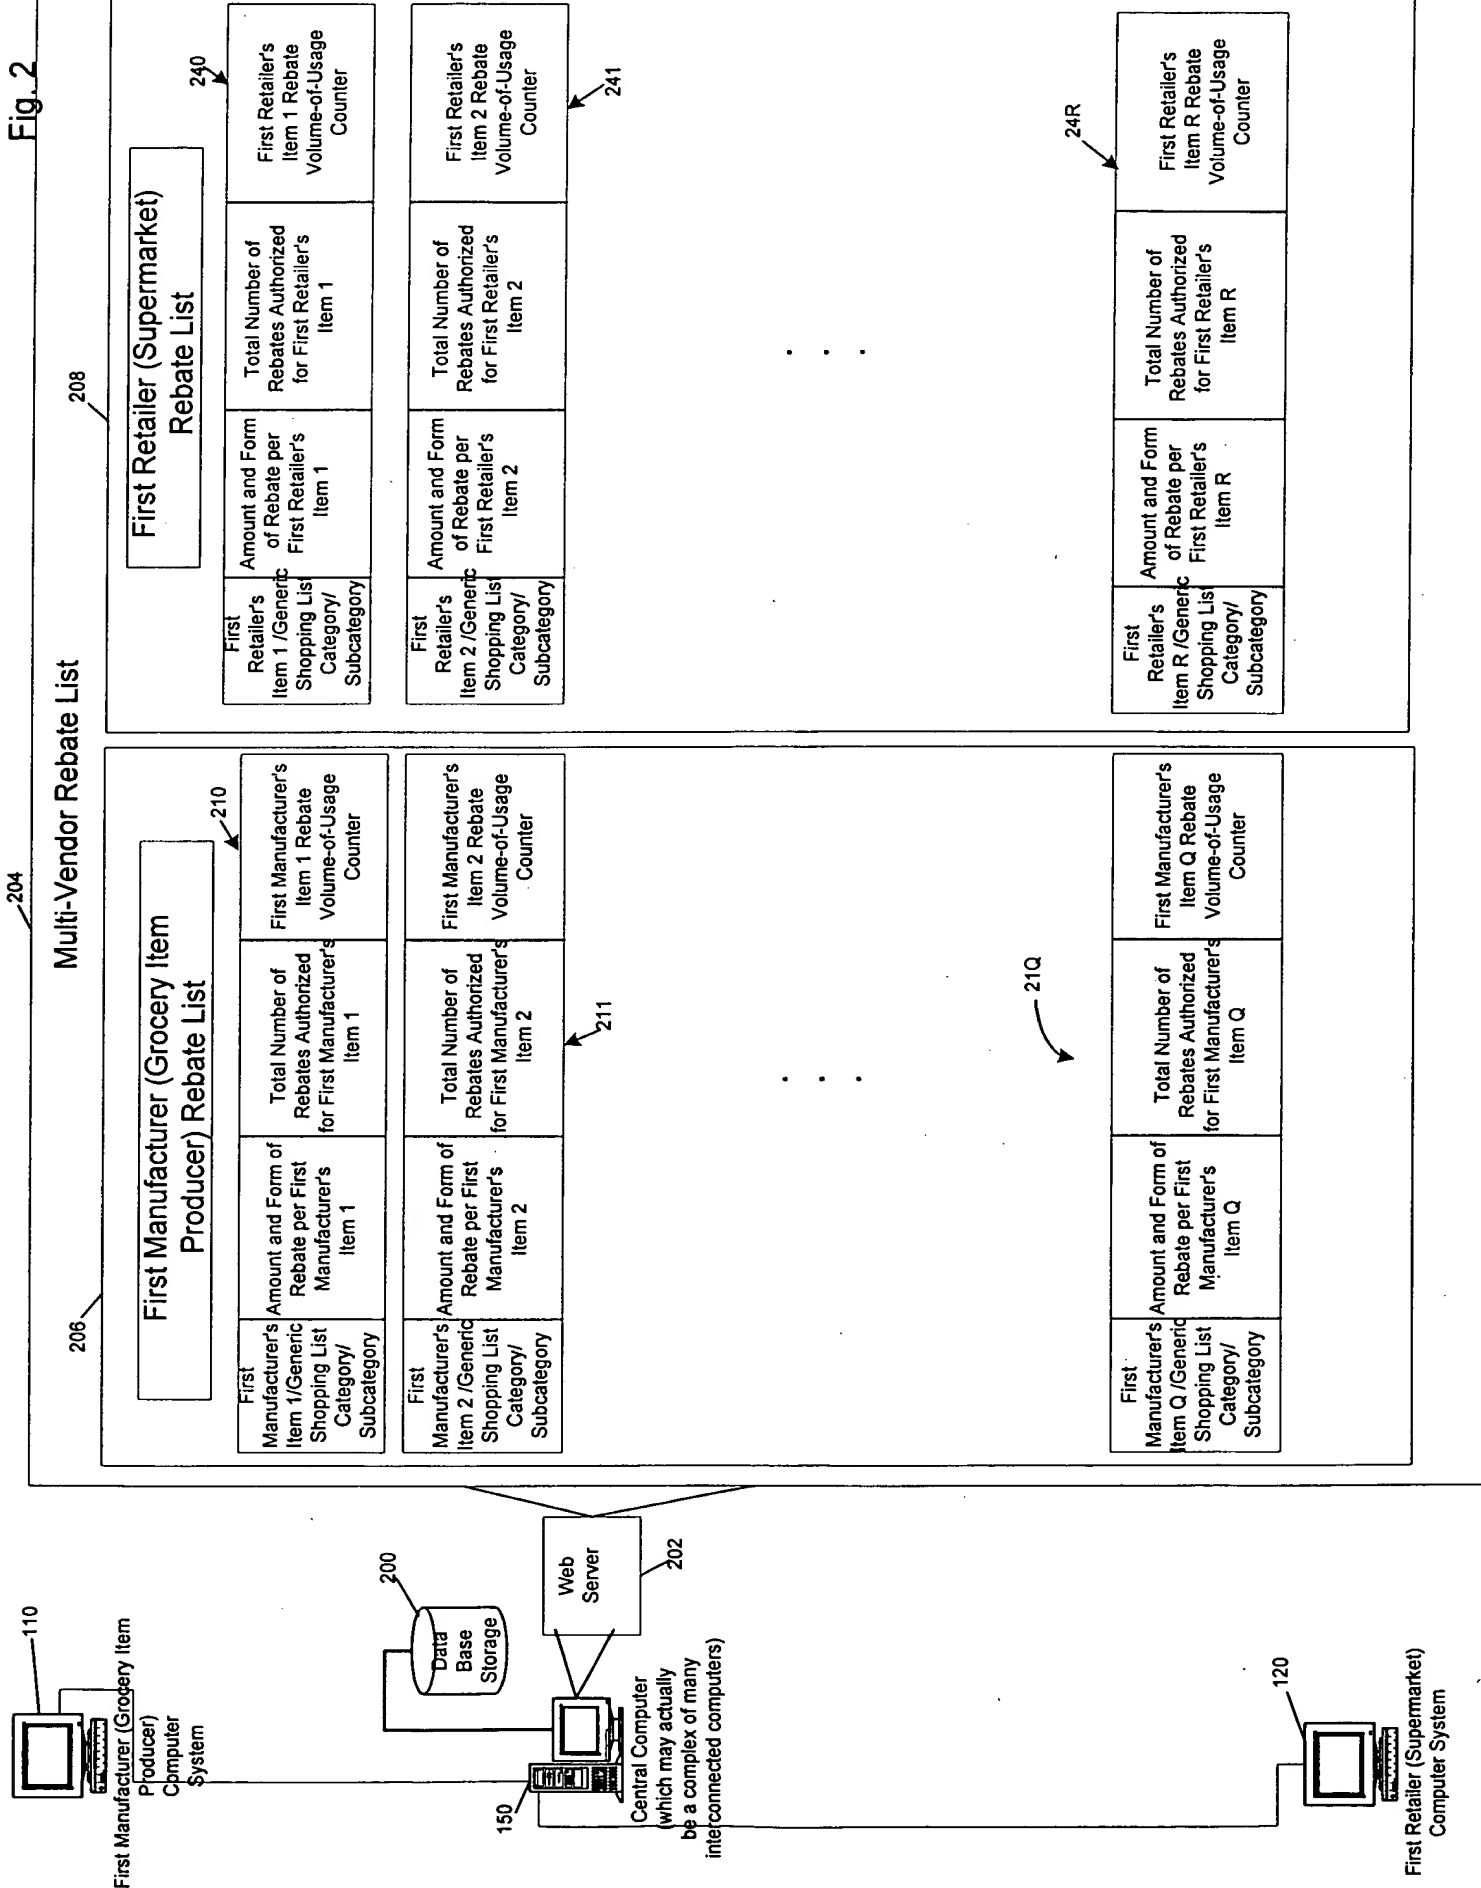 Fig. 2
110
First Manufacturer (Grocery Item
Producer)
Computer
System
200
Data
Base
Storage
150
Central Computer
(which may actually
be a complex of many
interconnected computers)
Web
Server
202
120
First Retailer (Supermarket)
Computer System
204
Multi-Vendor Rebate List
206
First Manufacturer (Grocery Item
Producer) Rebate List
210
First
Manufacturer's
Item 1/Generic
Shopping List
Category/
Subcategory
Amount and Form of
Rebate per First
Manufacturer's
Item 1
Total Number of
Rebates Authorized
for First Manufacturer's
Item 1
First Manufacturer's
Item 1 Rebate
Volume-of-Usage
Counter
First
Manufacturer's
Item 2 /Generic
Shopping List
Category/
Subcategory
Amount and Form of
Rebate per First
Manufacturer's
Item 2
Total Number of
Rebates Authorized
for First Manufacturer's
Item 2
First Manufacturer's
Item 2 Rebate
Volume-of-Usage
Counter
211
. . .
21Q
First
Manufacturer's
Item Q /Generic
Shopping List
Category/
Subcategory
Amount and Form of
Rebate per First
Manufacturer's
Item Q
Total Number of
Rebates Authorized
for First Manufacturer's
Item Q
First Manufacturer's
Item Q Rebate
Volume-of-Usage
Counter
208
First Retailer (Supermarket)
Rebate List
240
First
Retailer's
Item 1 /Generic
Shopping List
Category/
Subcategory
Amount and Form
of Rebate per
First Retailer's
Item 1
Total Number of
Rebates Authorized
for First Retailer's
Item 1
First Retailer's
Item 1 Rebate
Volume-of-Usage
Counter
First
Retailer's
Item 2 /Generic
Shopping List
Category/
Subcategory
Amount and Form
of Rebate per
First Retailer's
Item 2
Total Number of
Rebates Authorized
for First Retailer's
Item 2
First Retailer's
Item 2 Rebate
Volume-of-Usage
Counter
241
. . .
24R
First
Retailer's
Item R /Generic
Shopping List
Category/
Subcategory
Amount and Form
of Rebate per
First Retailer's
Item R
Total Number of
Rebates Authorized
for First Retailer's
Item R
First Retailer's
Item R Rebate
Volume-of-Usage
Counter